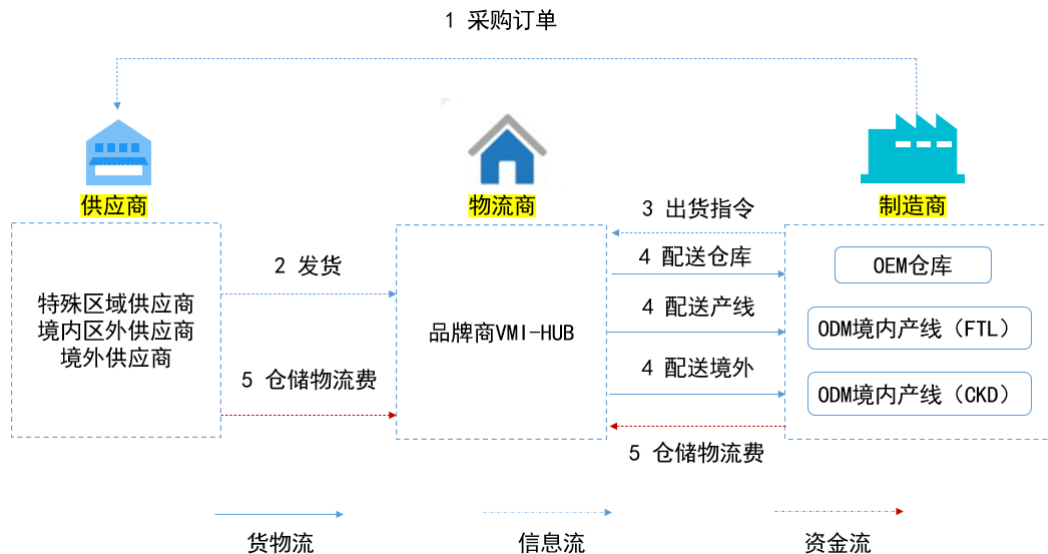 1 采购订单
供应商
物流商
制造商
3 出货指令
2 发货
4 配送仓库
OEM仓库
特殊区域供应商
境内区外供应商
境外供应商
品牌商VMI-HUB
4 配送产线
ODM境内产线（FTL）
5 仓储物流费
4 配送境外
ODM境内产线（CKD）
5 仓储物流费
货物流
信息流
资金流